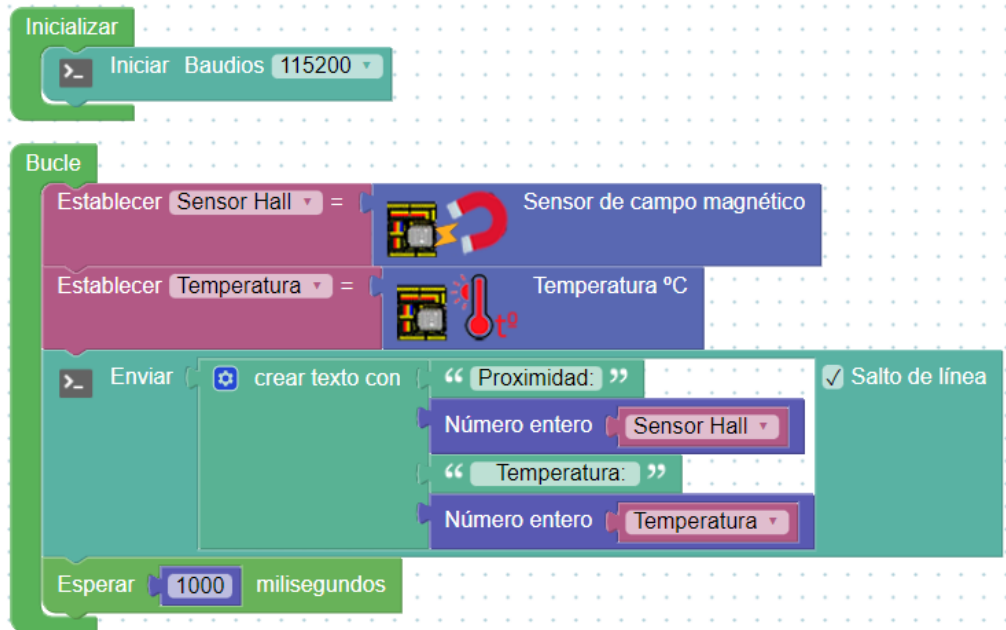 Inicializar
Iniciar Baudios 115200
Bucle
Establecer Sensor Hall = Sensor de campo magnético
Establecer Temperatura = tº Temperatura ºC
>_ Enviar crear texto con “ Proximidad: ” Salto de línea
Número entero Sensor Hall
“ Temperatura: ”
Número entero Temperatura
Esperar 1000 milisegundos